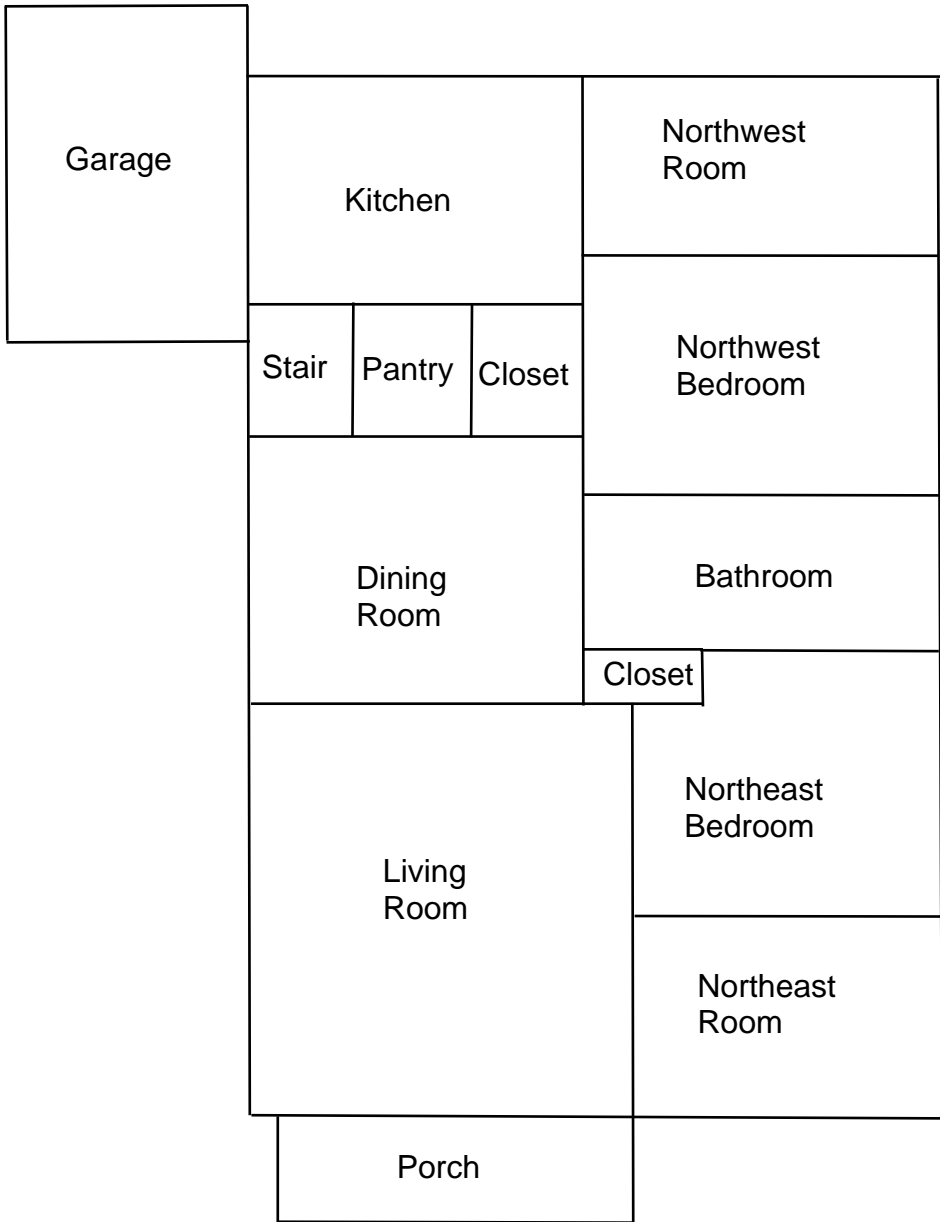 Northwest
Room
Garage
Kitchen
Northwest
Bedroom
Stair
Pantry
Closet
Dining
Room
Bathroom
Closet
Northeast
Bedroom
Living
Room
Northeast
Room
Porch